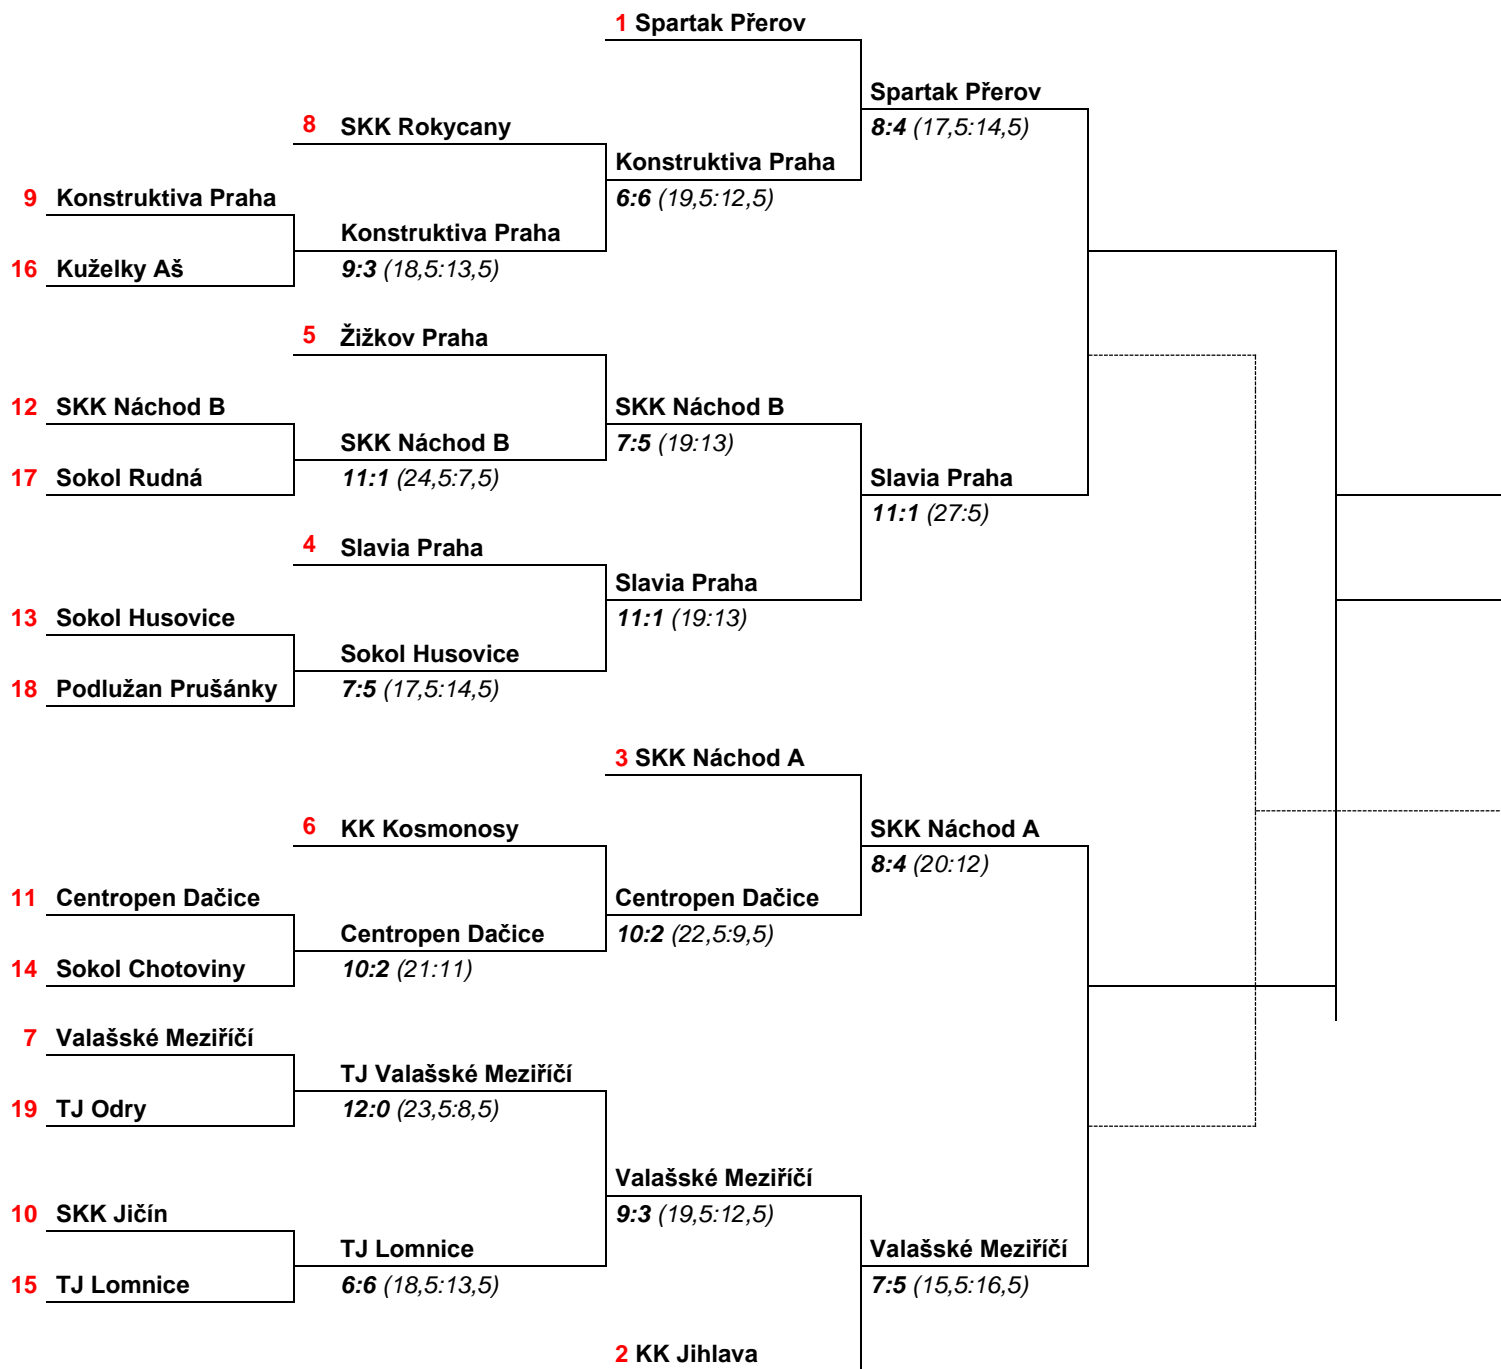 1 Spartak Přerov
Spartak Přerov
8 SKK Rokycany
8:4 (17,5:14,5)
Konstruktiva Praha
9 Konstruktiva Praha
6:6 (19,5:12,5)
Konstruktiva Praha
16 Kuželky Aš
9:3 (18,5:13,5)
5 Žižkov Praha
12 SKK Náchod B
SKK Náchod B
SKK Náchod B
7:5 (19:13)
17 Sokol Rudná
11:1 (24,5:7,5)
Slavia Praha
11:1 (27:5)
4 Slavia Praha
Slavia Praha
13 Sokol Husovice
11:1 (19:13)
Sokol Husovice
18 Podlužan Prušánky
7:5 (17,5:14,5)
3 SKK Náchod A
6 KK Kosmonosy
SKK Náchod A
8:4 (20:12)
11 Centropen Dačice
Centropen Dačice
Centropen Dačice
10:2 (22,5:9,5)
14 Sokol Chotoviny
10:2 (21:11)
7 Valašské Meziříčí
TJ Valašské Meziříčí
19 TJ Odry
12:0 (23,5:8,5)
Valašské Meziříčí
10 SKK Jičín
9:3 (19,5:12,5)
TJ Lomnice
Valašské Meziříčí
15 TJ Lomnice
6:6 (18,5:13,5)
7:5 (15,5:16,5)
2 KK Jihlava